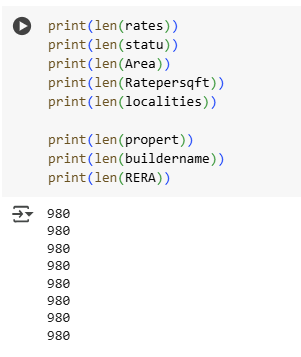 print(len(rates))
print(len(statu))
print(len(Area))
print(len(Ratepersqft))
print(len(localities))

print(len(propert))
print(len(buildername))
print(len(RERA))
980
980
980
980
980
980
980
980